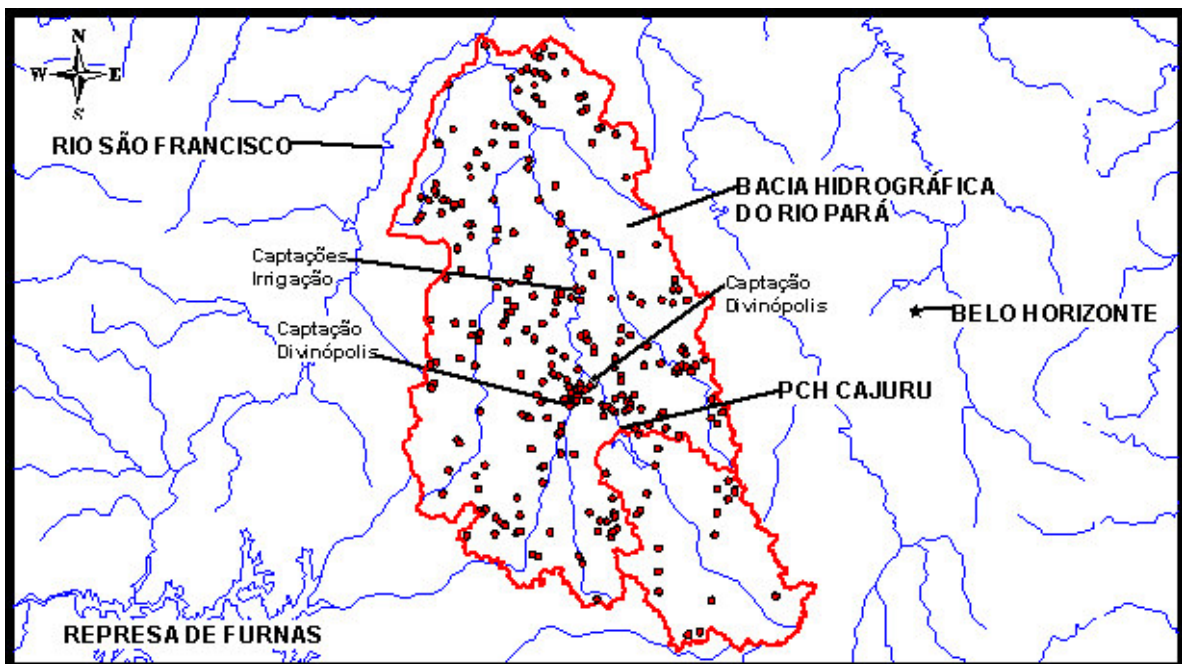 N
W E
S
RIO SÃO FRANCISCO
BACIA HIDROGRÁFICA
DO RIO PARÁ
Captações
Irrigação
Captação
Divinópolis
BELO HORIZONTE
Captação
Divinópolis
PCH CAJURU
REPRESA DE FURNAS